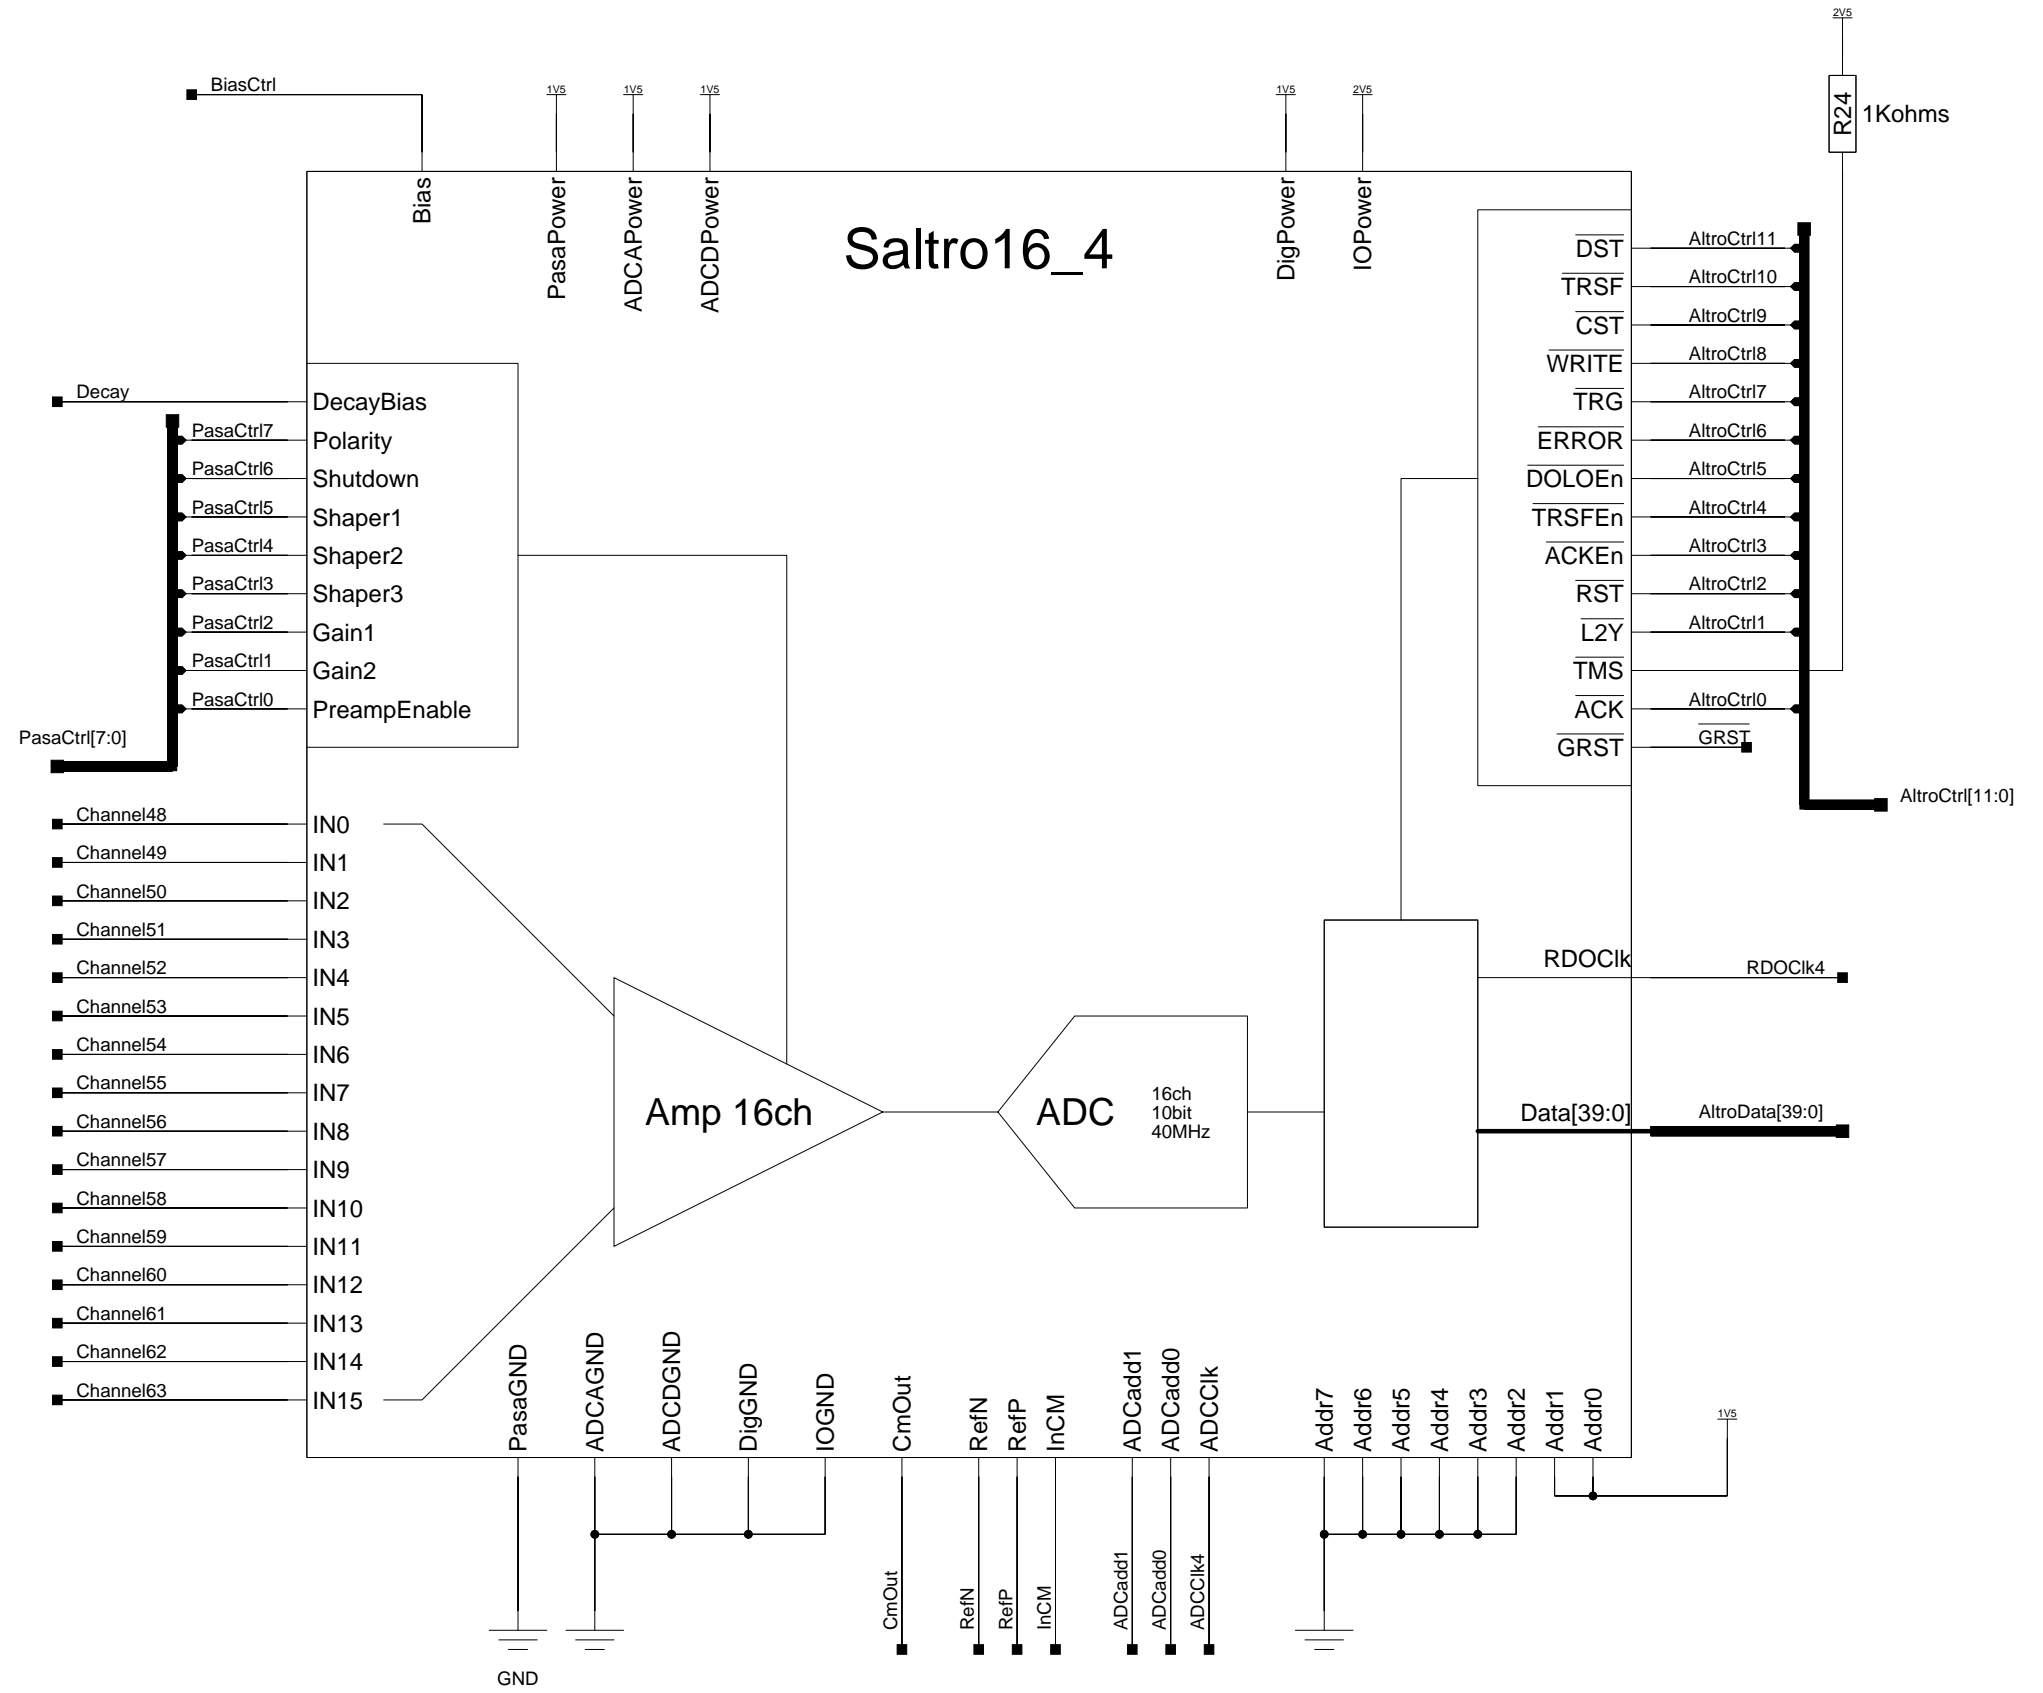 2V5
BiasCtrl
1V5
1V5
1V5
1V5
2V5
R24
1Kohms
Bias
PasaPower
ADCAPower
ADCDPower
DigPower
IOPower
Saltro16_4
DST AltroCtrl11
TRSF AltroCtrl10
CST AltroCtrl9
WRITE AltroCtrl8
Decay DecayBias
TRG AltroCtrl7
PasaCtrl7 Polarity
ERROR AltroCtrl6
PasaCtrl6 Shutdown
DOLOEn AltroCtrl5
PasaCtrl5 Shaper1
TRSFEn AltroCtrl4
PasaCtrl4 Shaper2
ACKEn AltroCtrl3
PasaCtrl3 Shaper3
RST AltroCtrl2
PasaCtrl2 Gain1
L2Y AltroCtrl1
PasaCtrl1 Gain2
TMS
PasaCtrl0 PreampEnable
ACK AltroCtrl0
PasaCtrl[7:0]
GRST GRST
AltroCtrl[11:0]
Channel48 IN0
Channel49 IN1
Channel50 IN2
Channel51 IN3
Channel52 IN4
Channel53 IN5
Channel54 IN6
Channel55 IN7
Channel56 IN8
Channel57 IN9
Channel58 IN10
Channel59 IN11
Channel60 IN12
Channel61 IN13
Channel62 IN14
Channel63 IN15
RDOClk RDOClk4
Amp 16ch
ADC
16ch
10bit
40MHz
Data[39:0] AltroData[39:0]
PasaGND
ADCAGND
ADCDGND
DigGND
IOGND
CmOut
RefN
RefP
InCM
ADCadd1
ADCadd0
ADCClk
Addr7
Addr6
Addr5
Addr4
Addr3
Addr2
Addr1
Addr0
1V5
CmOut
RefN
RefP
InCM
ADCadd1
ADCadd0
ADCClk4
GND